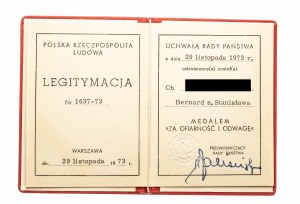 POLSKA RZECZPOSPOLITA
LUDOWA
LEGITYMACJA
Nr 1637-73
WARSZAWA
dn. 29 listopada 1973 r.
UCHWAŁĄ RADY PAŃSTWA
z dnia 29 listopada 1973 r.
odznaczony(a) został(a)
Ob.
Bernard s. Stanisława
MEDALEM
«ZA OFIARNOŚĆ I ODWAGĘ»
PRZEWODNICZĄCY
RADY PAŃSTWA